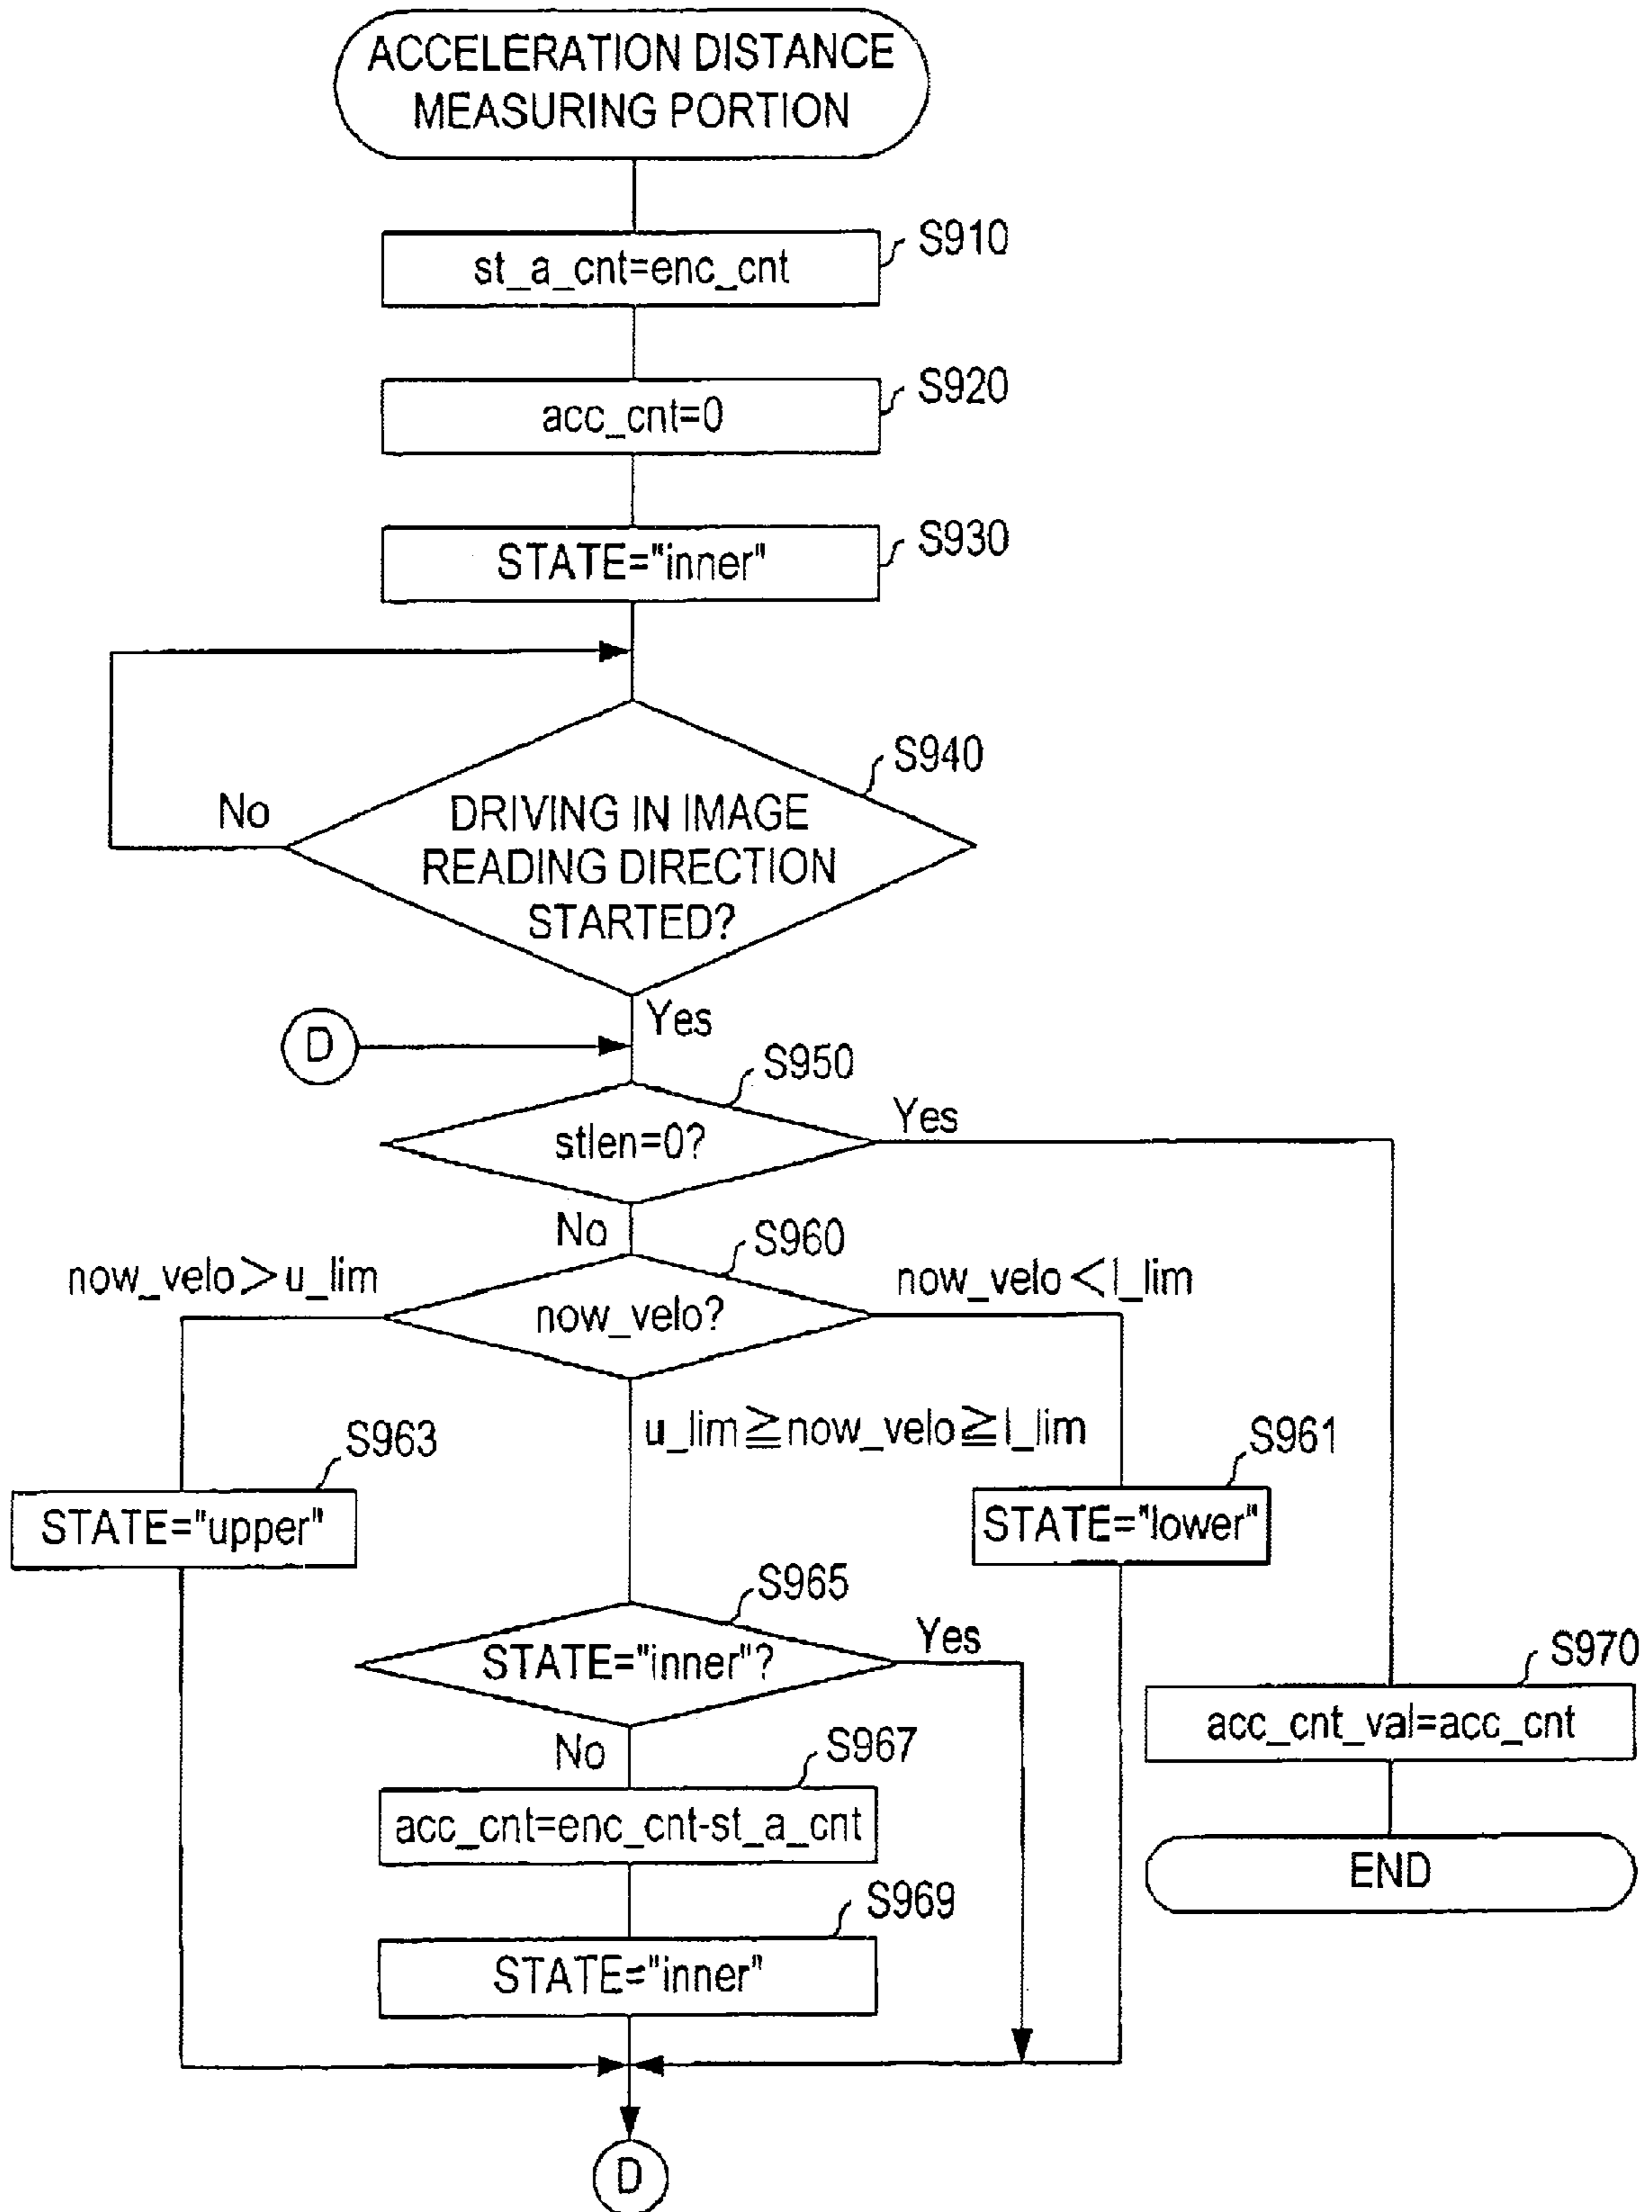 ACCELERATION DISTANCE
MEASURING PORTION
S910
st_a_cnt=enc_cnt
S920
acc_cnt=0
S930
STATE="inner"
S940
No
DRIVING IN IMAGE
READING DIRECTION
STARTED?
Yes
D
S950
Yes
stlen=0?
No
S960
now_velo>u_lim
now_velo<l_lim
now_velo?
u_lim≧now_velo≧l_lim
S963
S961
STATE="upper"
STATE="lower"
S965
Yes
STATE="inner"?
S970
No
acc_cnt_val=acc_cnt
S967
acc_cnt=enc_cnt-st_a_cnt
END
S969
STATE="inner"
D